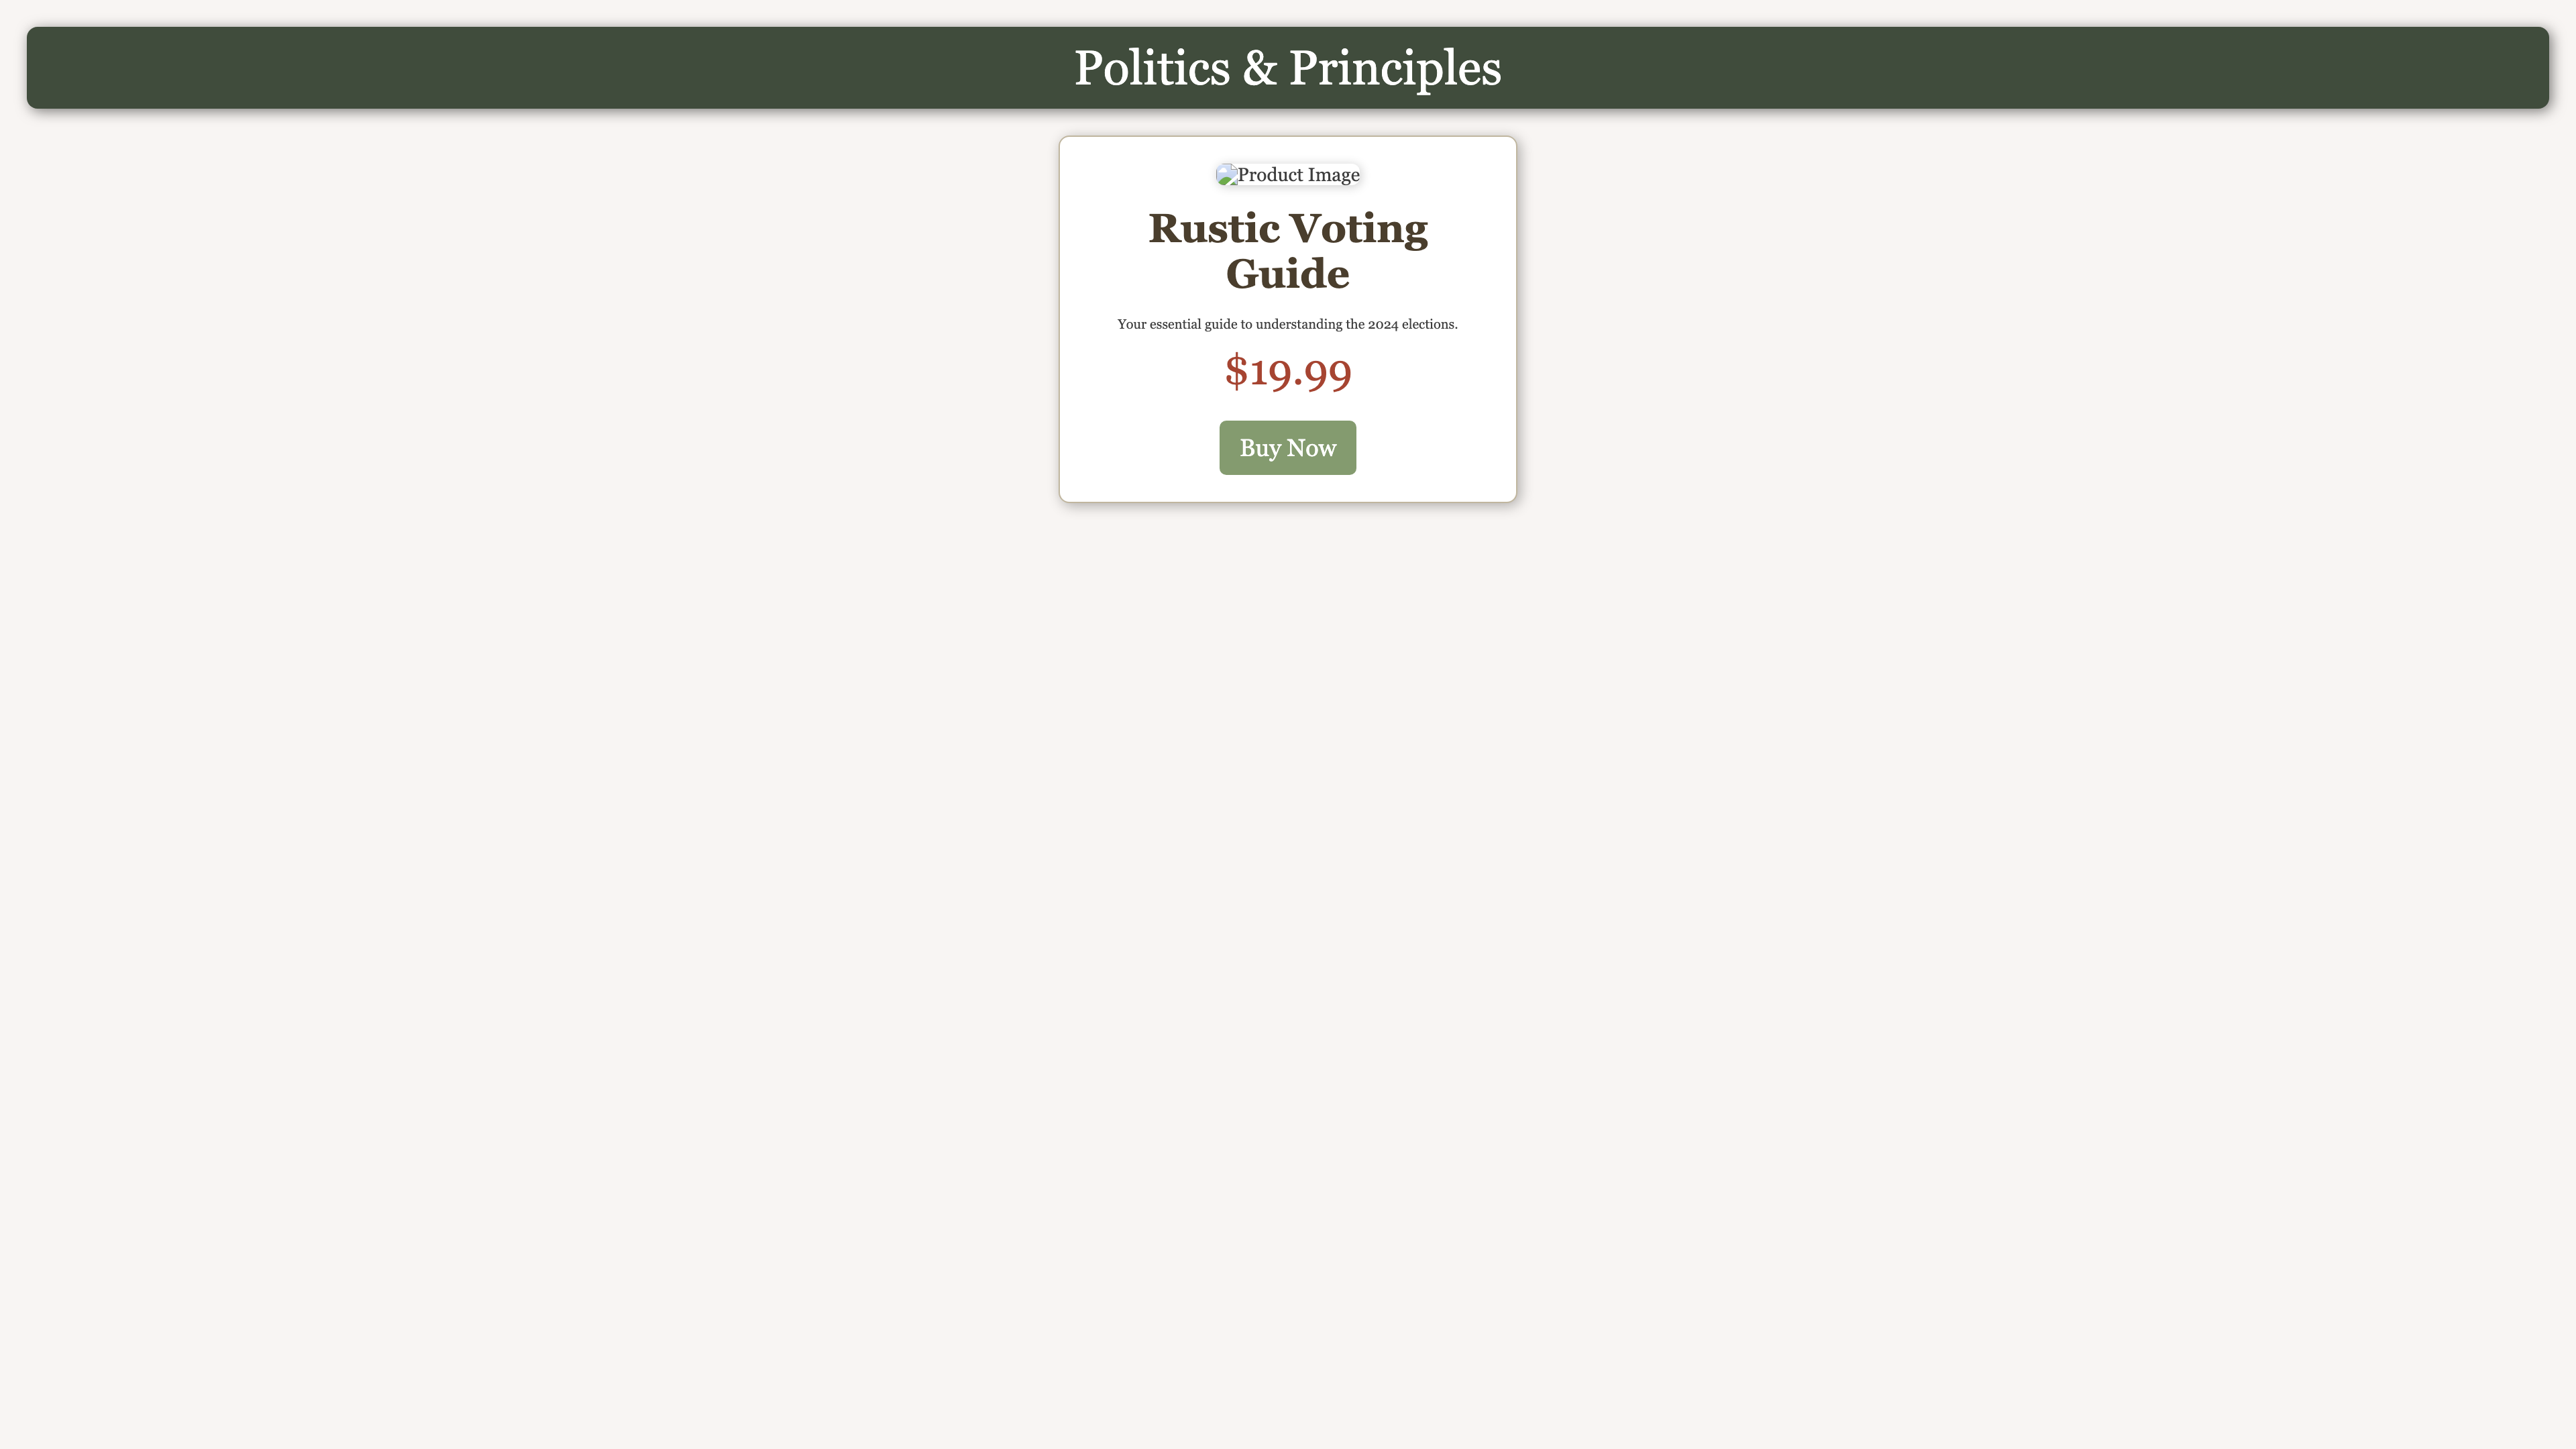 Politics & Principles
Product Image
Rustic Voting
Guide
Your essential guide to understanding the 2024 elections.
$19.99
Buy Now